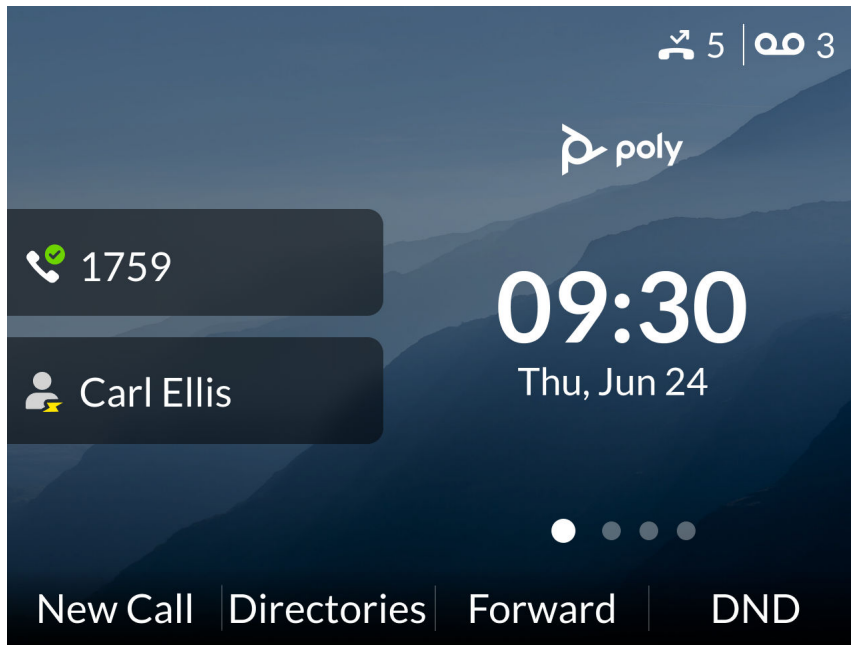 5 3
poly
1759
09:30
Thu, Jun 24
Carl Ellis
New Call Directories Forward DND